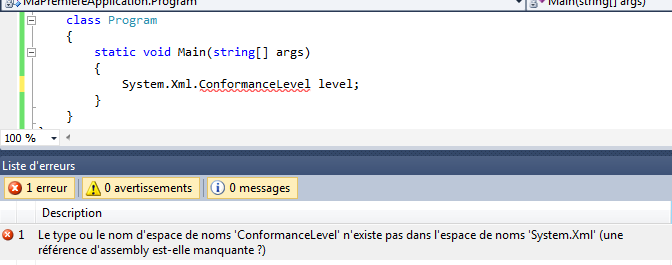 MaPremiereApplication.Program
Main(string[] args)
class Program
{
static void Main(string[] args)
{
System.Xml.ConformanceLevel level;
}
}
100 %
Liste d'erreurs
1 erreur
0 avertissements
0 messages
Description
1 Le type ou le nom d'espace de noms 'ConformanceLevel' n'existe pas dans l'espace de noms 'System.Xml' (une
référence d'assembly est-elle manquante ?)